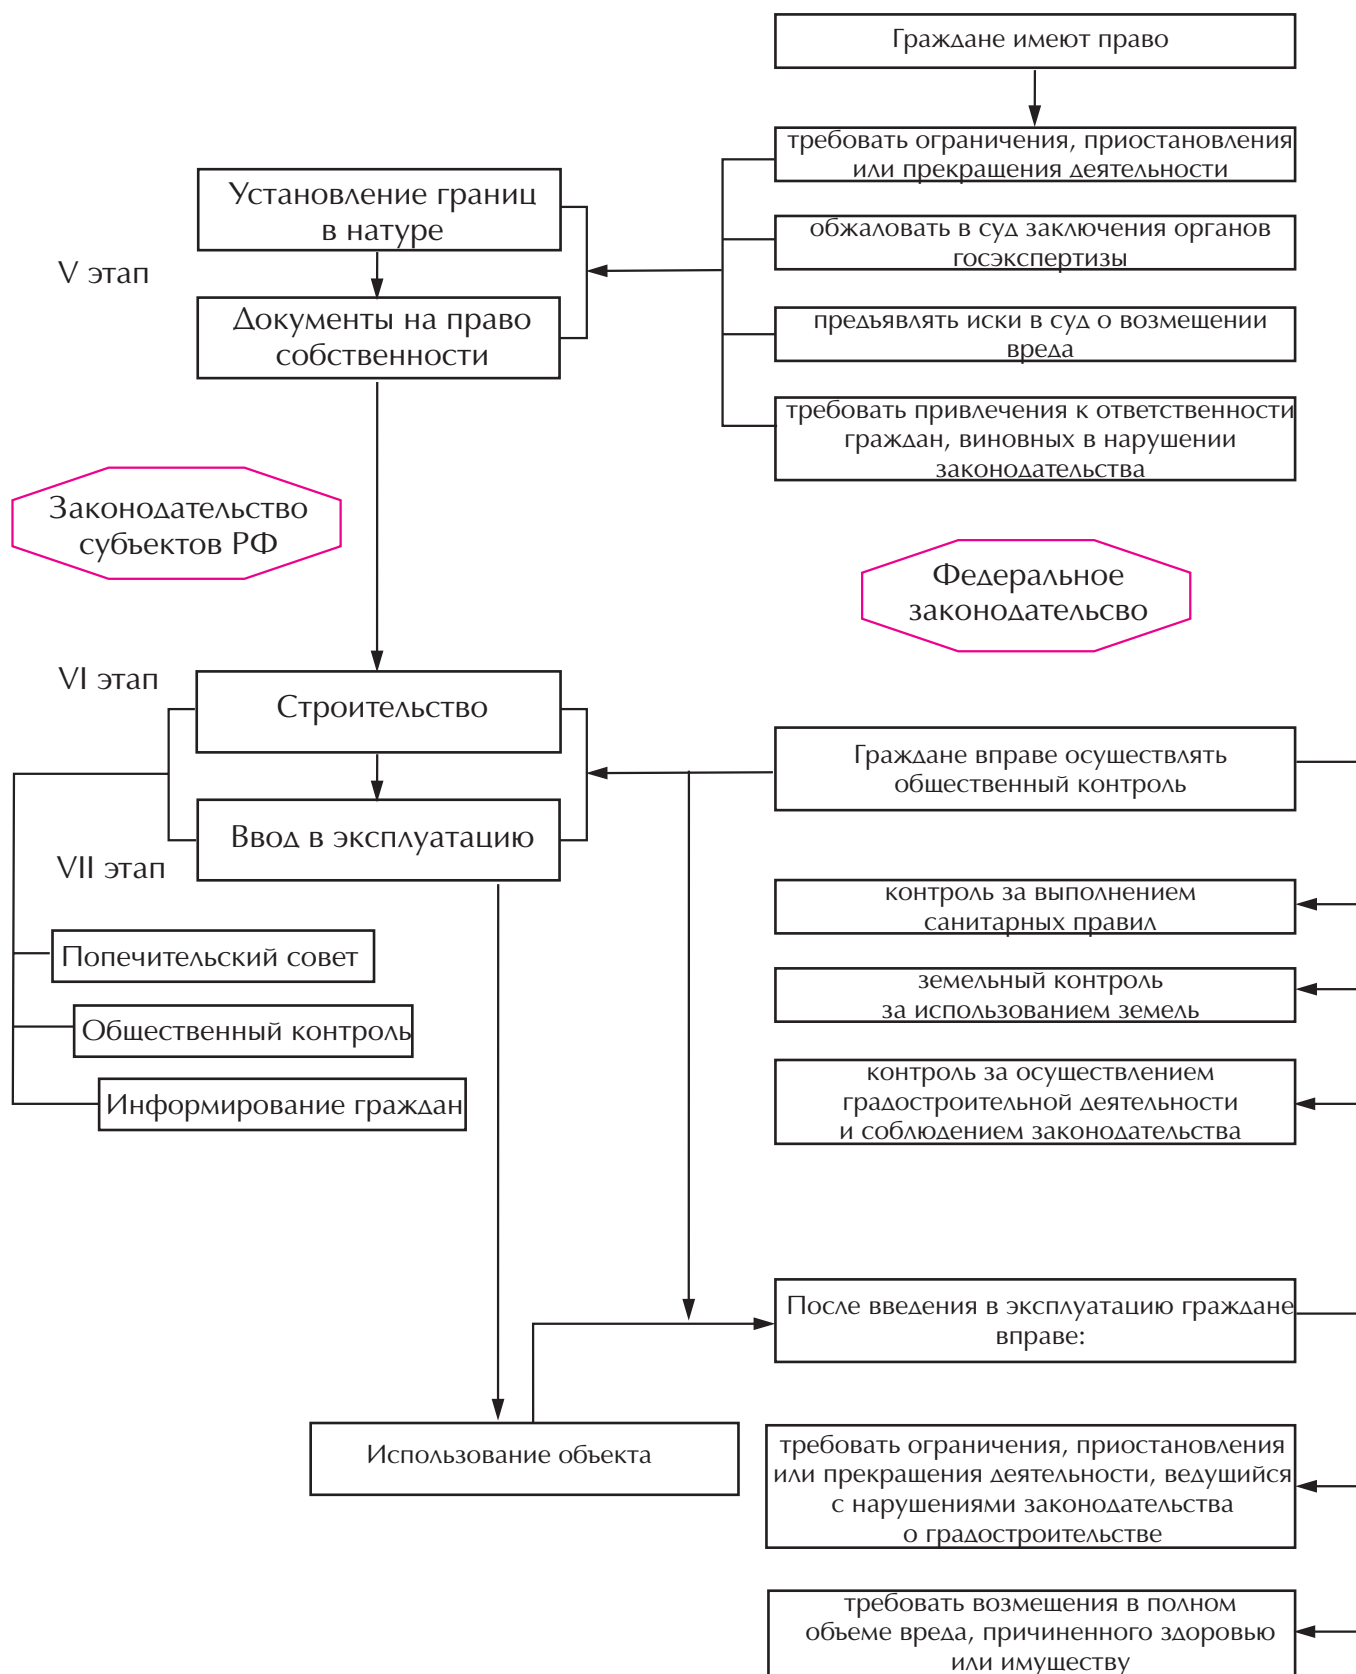 Граждане имеют право
требовать ограничения, приостановления
или прекращения деятельности
Установление границ
в натуре
обжаловать в суд заключения органов
госэкспертизы
V этап
Документы на право
собственности
предъявлять иски в суд о возмещении
вреда
требовать привлечения к ответственности
граждан, виновных в нарушении
законодательства
Законодательство
субъектов РФ
Федеральное
законодательсво
VI этап
Строительство
Граждане вправе осуществлять
общественный контроль
Ввод в эксплуатацию
VII этап
контроль за выполнением
санитарных правил
Попечительский совет
земельный контроль
за использованием земель
Общественный контроль
контроль за осуществлением
градостроительной деятельности
и соблюдением законодательства
Информирование граждан
После введения в эксплуатацию граждане
вправе:
Использование объекта
требовать ограничения, приостановления
или прекращения деятельности, ведущийся
с нарушениями законодательства
о градостроительстве
требовать возмещения в полном
объеме вреда, причиненного здоровью
или имуществу